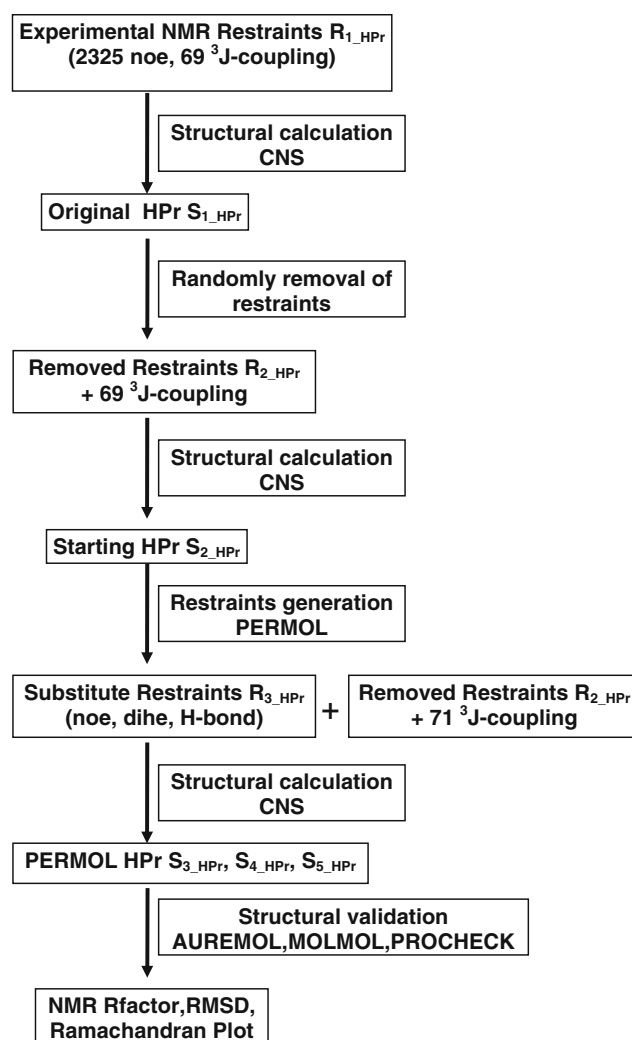 Experimental NMR Restraints R1_HPr
(2325 noe, 69 3J-coupling)
Structural calculation
CNS
Original HPr S1_HPr
Randomly removal of
restraints
Removed Restraints R2_HPr
+ 69 3J-coupling
Structural calculation
CNS
Starting HPr S2_HPr
Restraints generation
PERMOL
Substitute Restraints R3_HPr
(noe, dihe, H-bond)
+
Removed Restraints R2_HPr
+ 71 3J-coupling
Structural calculation
CNS
PERMOL HPr S3_HPr, S4_HPr, S5_HPr
Structural validation
AUREMOL,MOLMOL,PROCHECK
NMR Rfactor,RMSD,
Ramachandran Plot